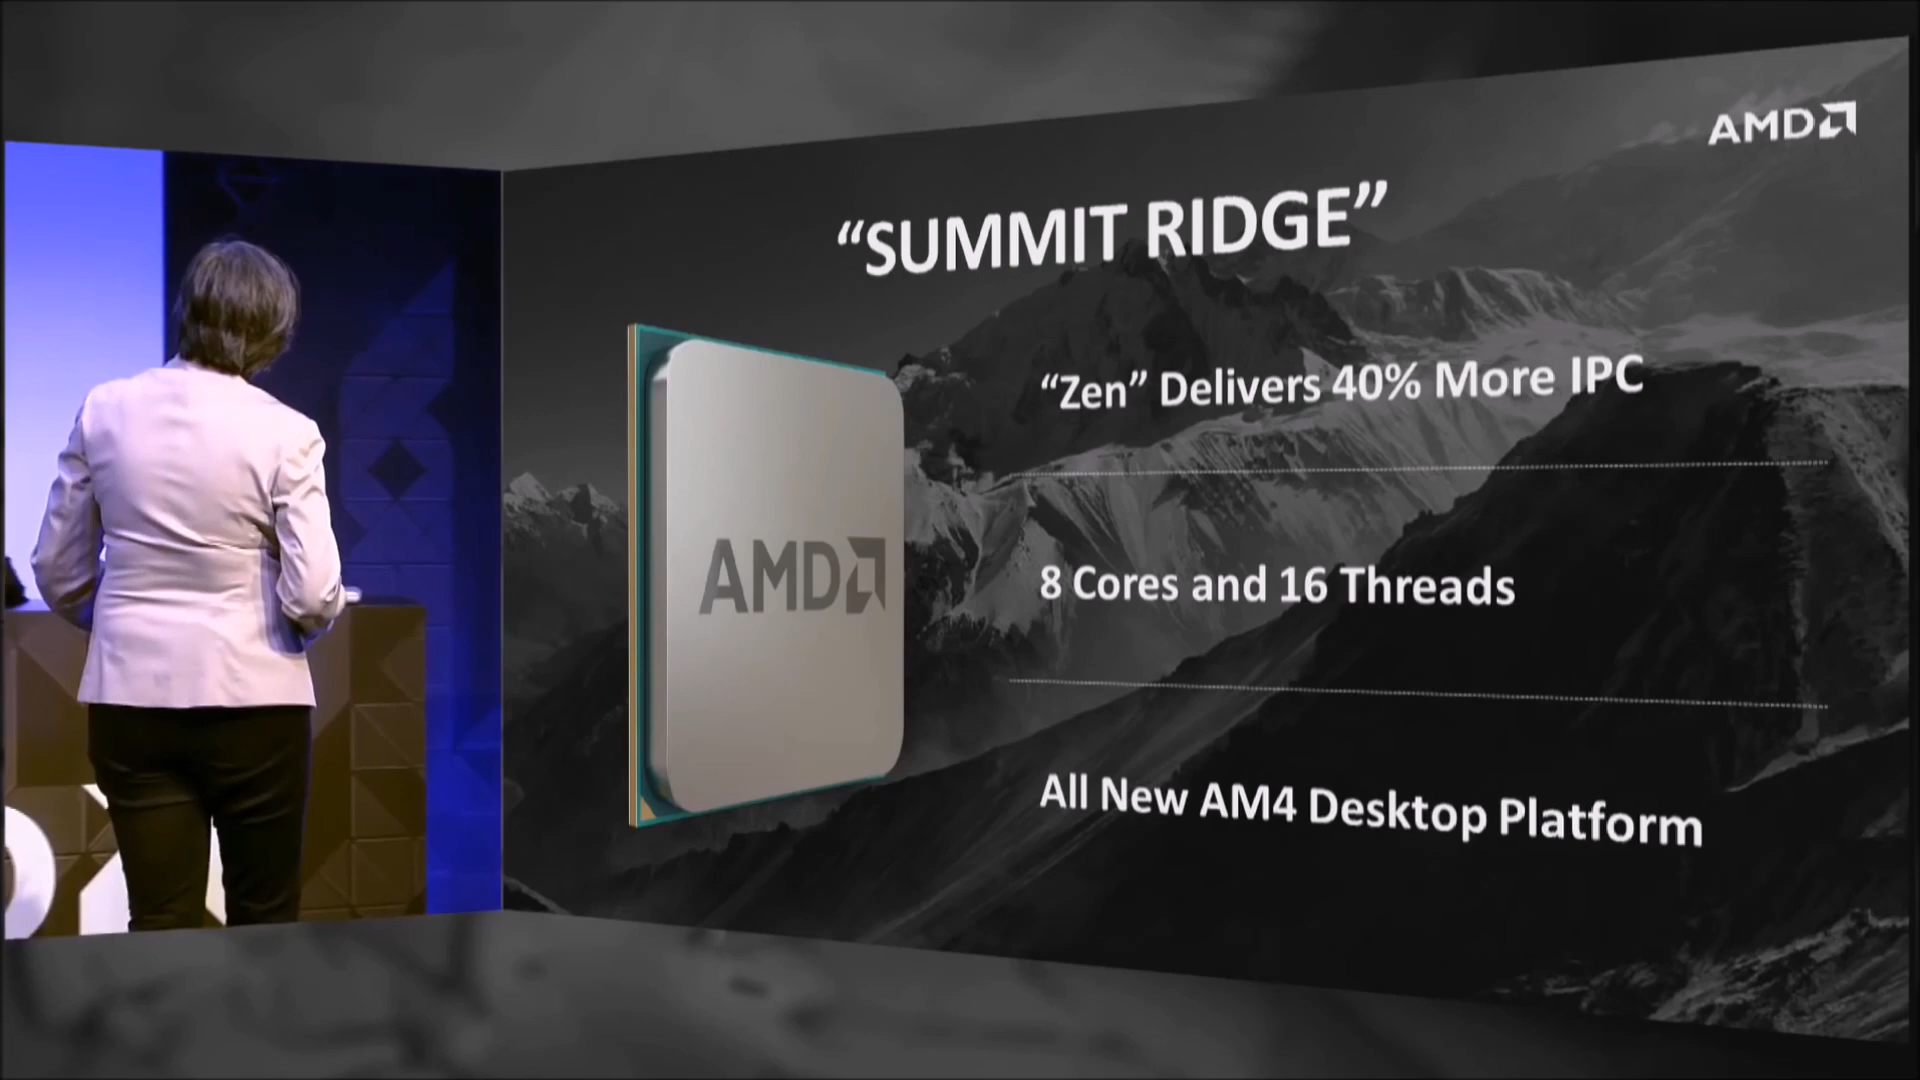 AMD
“SUMMIT RIDGE”
“Zen” Delivers 40% More IPC
AMD
8 Cores and 16 Threads
All New AM4 Desktop Platform